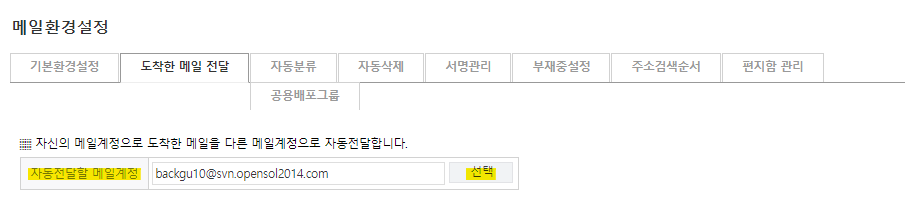 메일환경설정
기본환경설정 도착한 메일 전달 자동분류 자동삭제 서명관리 부재중설정 주소검색순서 편지함 관리
공용배포그룹
자신의 메일계정으로 도착한 메일을 다른 메일계정으로 자동전달합니다.
자동전달할 메일계정 backgu10@svn.opensol2014.com 선택